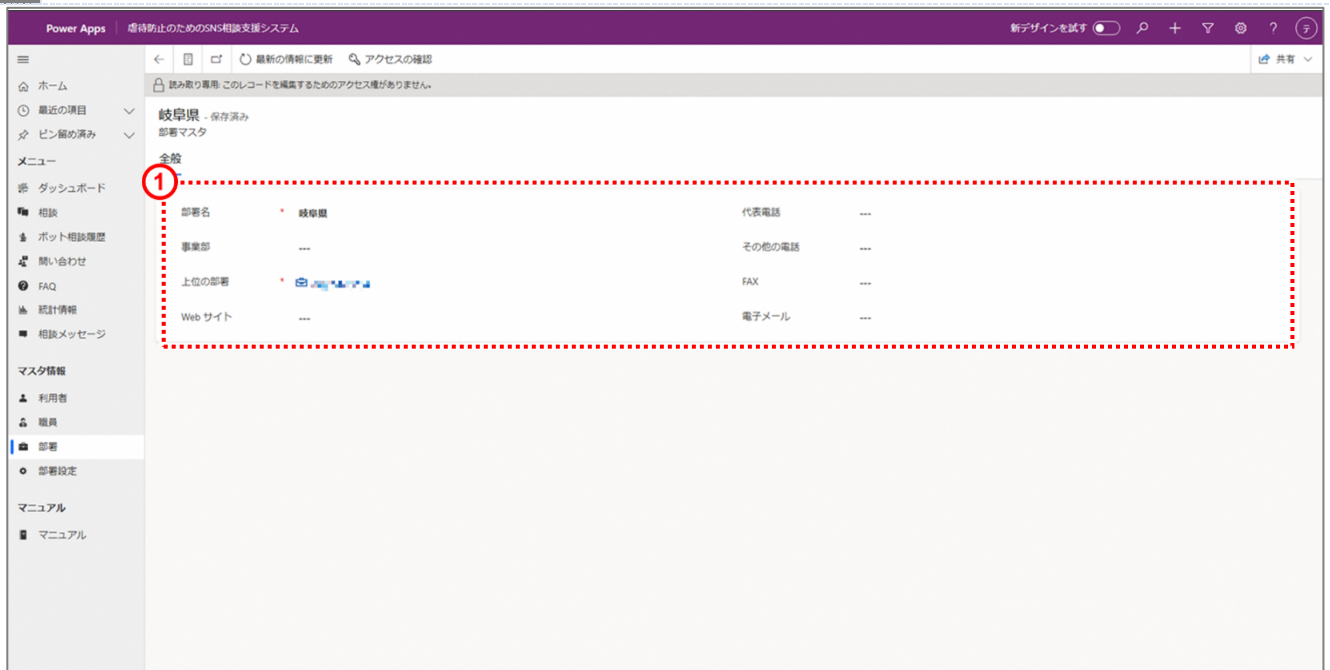 Power Apps 虐待防止のためのSNS相談支援システム 新デザインを試す ?  テ
最新の情報に更新 アクセスの確認 共有
読み取り専用: このレコードを編集するためのアクセス権がありません。
ホーム
最近の項目
ピン留め済み
メニュー
ダッシュボード
相談
ボット相談履歴
問い合わせ
FAQ
統計情報
相談メッセージ
マスタ情報
利用者
職員
部署
部署設定
マニュアル
マニュアル
岐阜県 - 保存済み
部署マスタ
全般
1
部署名 * 岐阜県 代表電話 ---
事業部 --- その他の電話 ---
上位の部署 * FAX ---
Web サイト --- 電子メール ---